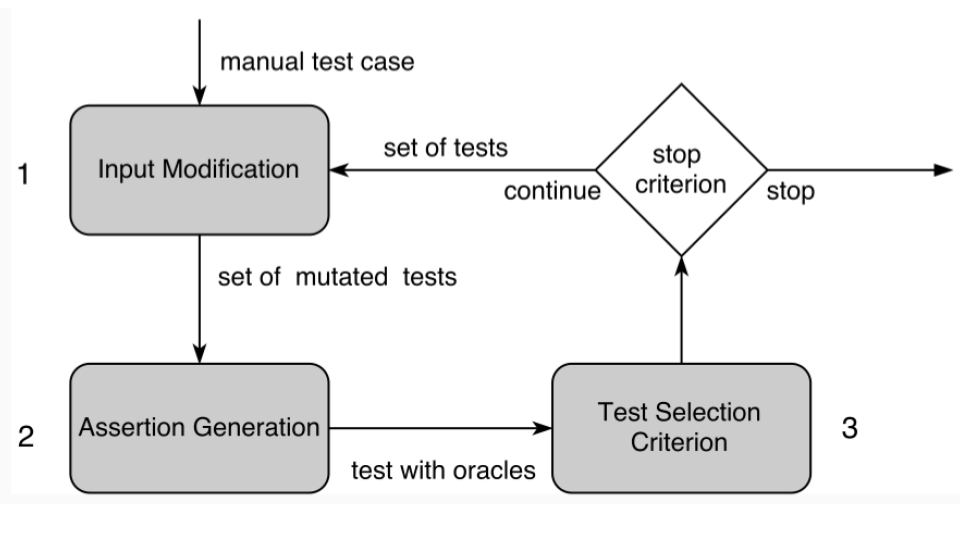 manual test case
1
Input Modification
set of tests
continue
stop
criterion
stop
set of mutated tests
2
Assertion Generation
test with oracles
Test Selection
Criterion
3